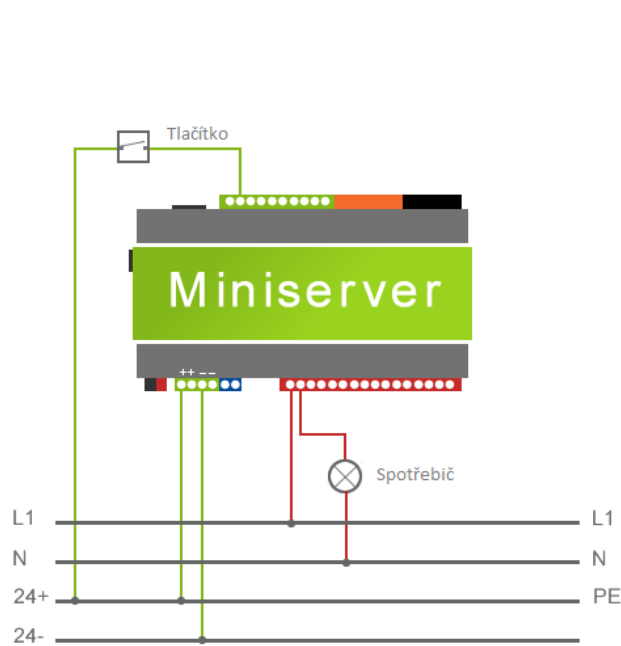 Tlačítko
Miniserver
++ −−
Spotřebič
L1 L1
N N
24+ PE
24-